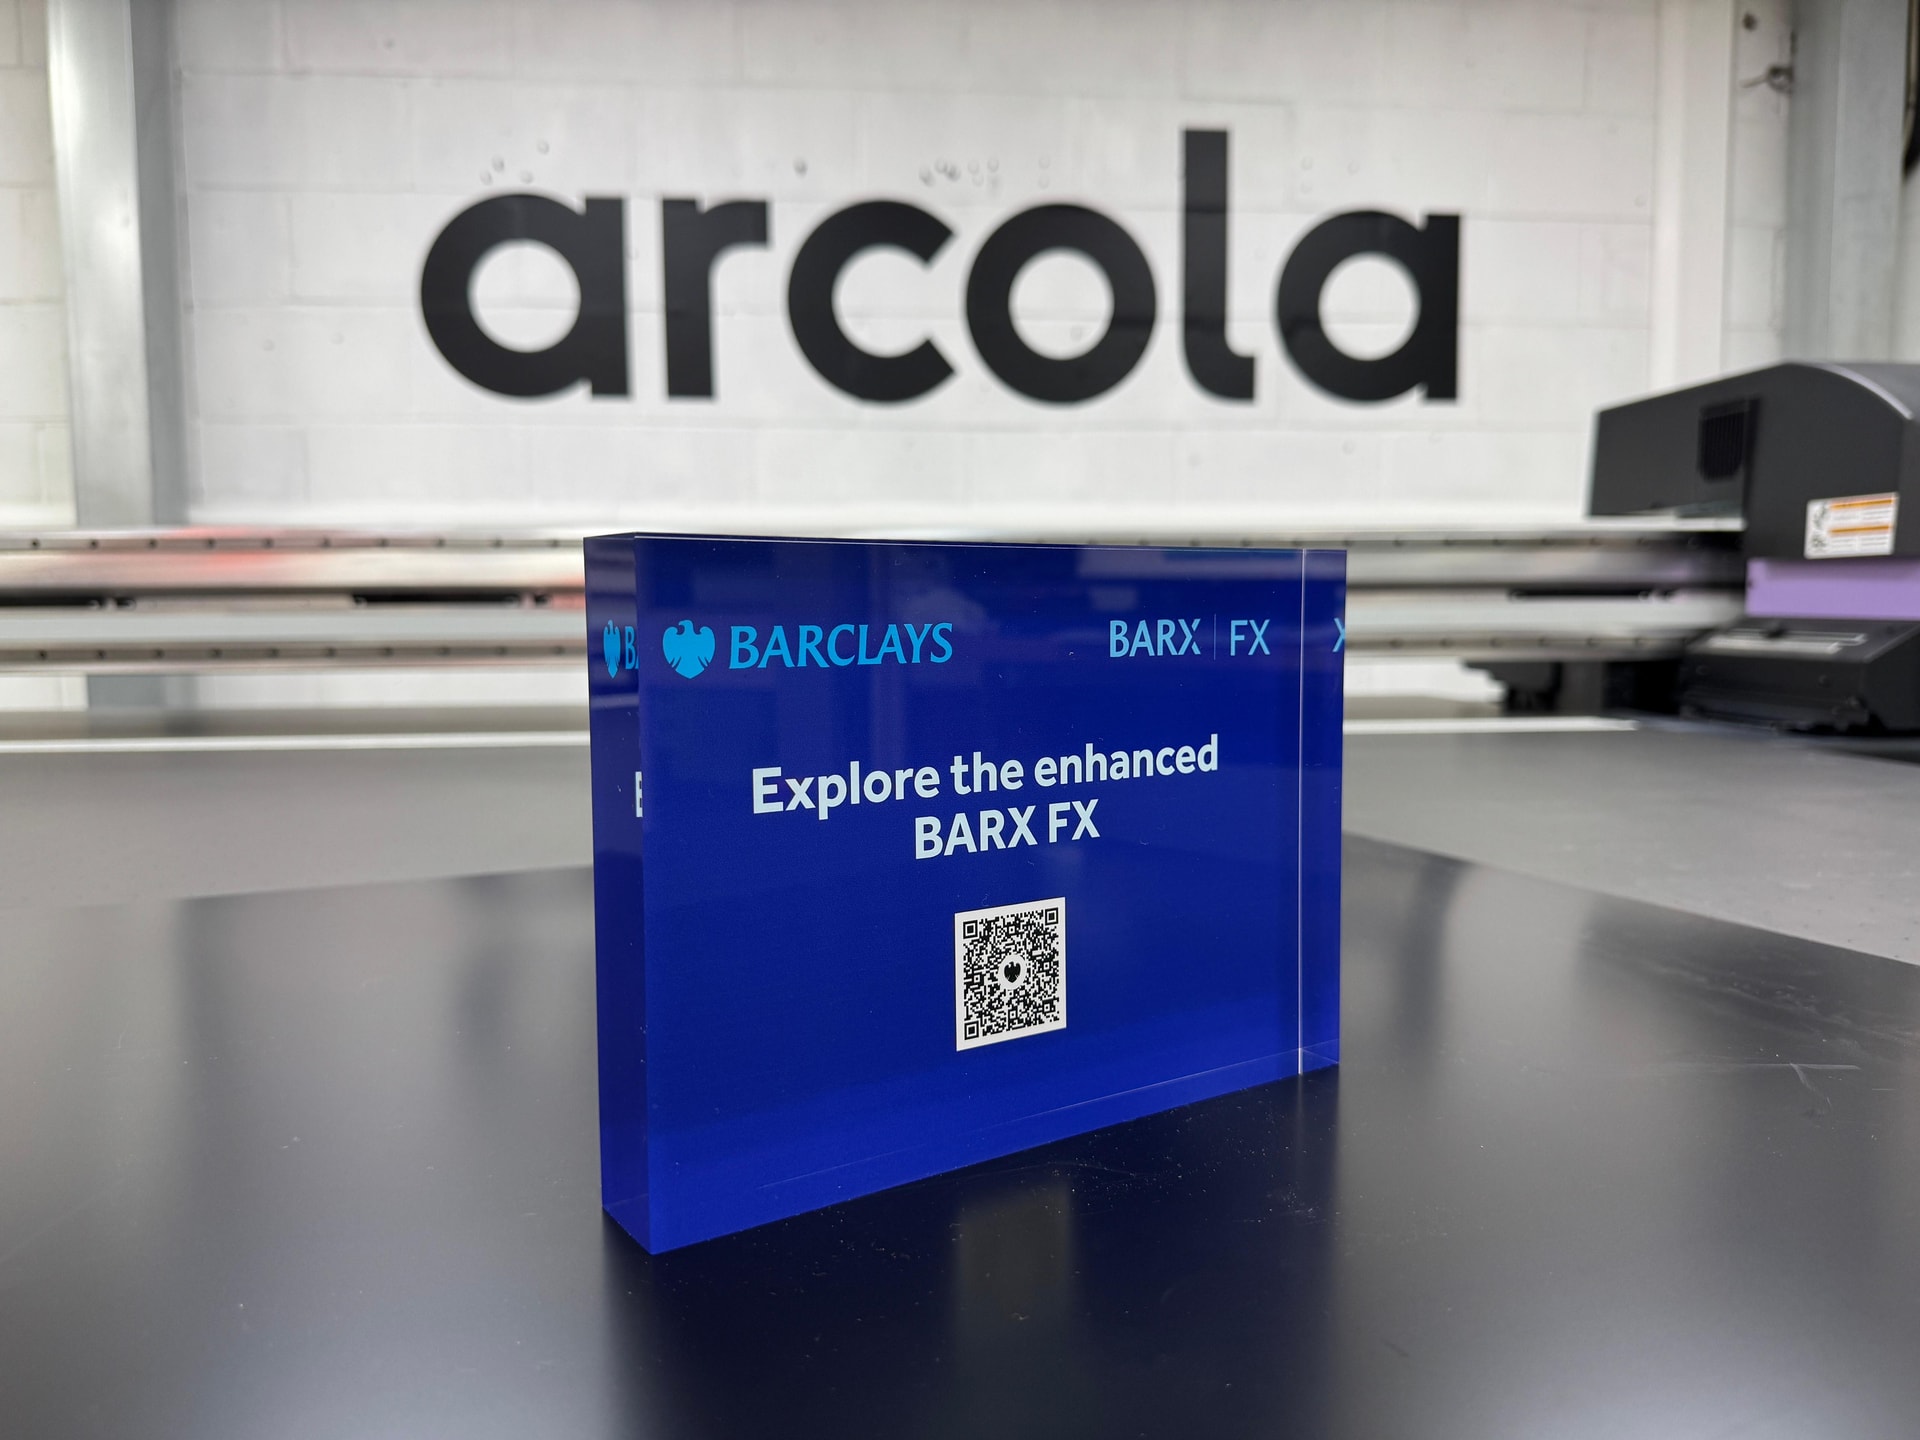 arcola
BARCLAYS
BARX | FX
Explore the enhanced
BARX FX